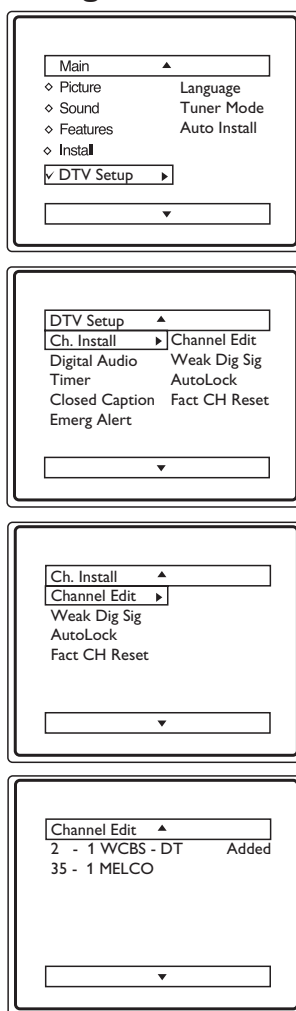 Main
Picture Language
Sound Tuner Mode
Features Auto Install
Install
DTV Setup
DTV Setup
Ch. Install Channel Edit
Digital Audio Weak Dig Sig
Timer AutoLock
Closed Caption Fact CH Reset
Emerg Alert
Ch. Install
Channel Edit
Weak Dig Sig
AutoLock
Fact CH Reset
Channel Edit
2 - 1 WCBS - DT Added
35 - 1 MELCO